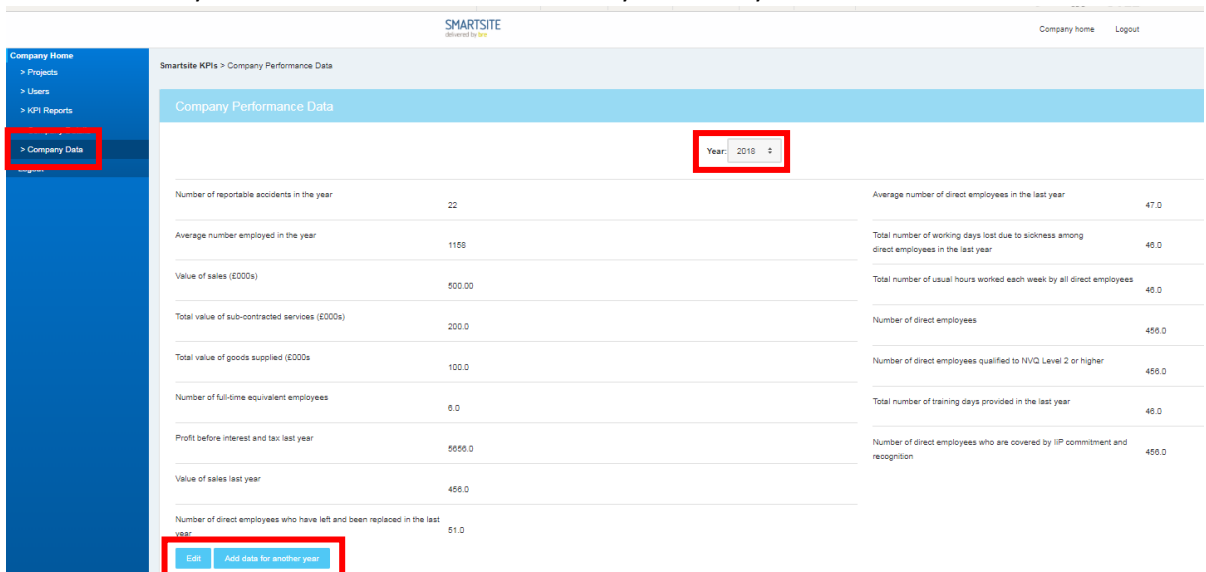 SMARTSITE
delivered by bre
Company home Logout
Company Home
> Projects
> Users
> KPI Reports
> Company Data
Smartsite KPIs > Company Performance Data
Company Performance Data
Year: 2018
Number of reportable accidents in the year
22
Average number employed in the year
1158
Value of sales (£000s)
500.00
Total value of sub-contracted services (£000s)
200.0
Total value of goods supplied (£000s
100.0
Number of full-time equivalent employees
6.0
Profit before interest and tax last year
5656.0
Value of sales last year
456.0
Number of direct employees who have left and been replaced in the last
year
51.0
Edit Add data for another year
Average number of direct employees in the last year
47.0
Total number of working days lost due to sickness among
direct employees in the last year
46.0
Total number of usual hours worked each week by all direct employees
46.0
Number of direct employees
456.0
Number of direct employees qualified to NVQ Level 2 or higher
456.0
Total number of training days provided in the last year
46.0
Number of direct employees who are covered by IiP commitment and
recognition
456.0